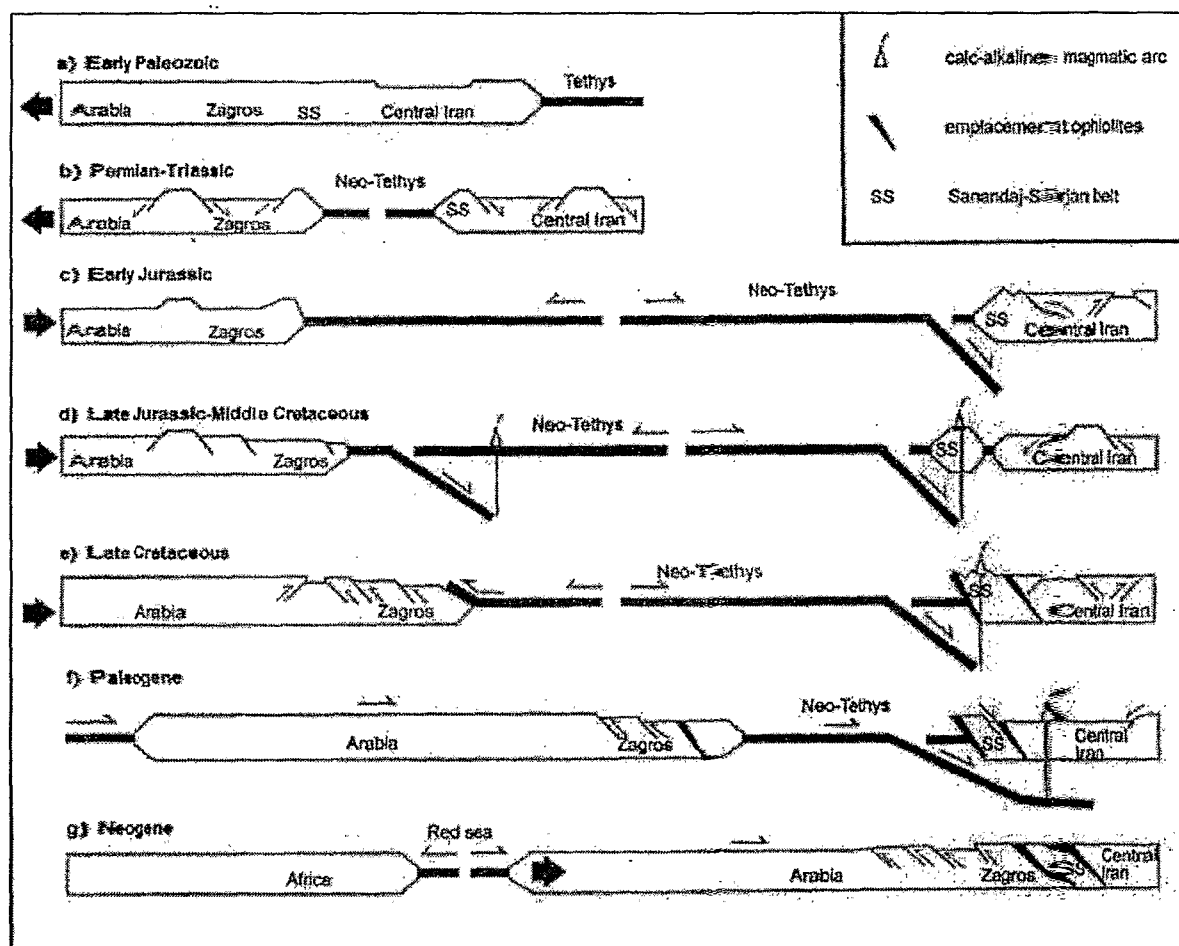 a) Early Paleozoic
Tethys
Arabia Zagros SS Central Iran
b) Permian-Triassic
Neo-Tethys
Arabia Zagros SS Central Iran
c) Early Jurassic
Neo-Tethys
Arabia Zagros SS Central Iran
d) Late Jurassic-Middle Cretaceous
Neo-Tethys
Arabia Zagros SS Central Iran
e) Late Cretaceous
Neo-Tethys
Arabia Zagros SS Central Iran
f) Paleogene
Neo-Tethys
Arabia Zagros SS Central
Iran
g) Neogene
Red sea
Africa Arabia Zagros Central
Iran
calc-alkaline magmatic arc
emplacement ophiolites
SS Sanandaj-Sirjan belt